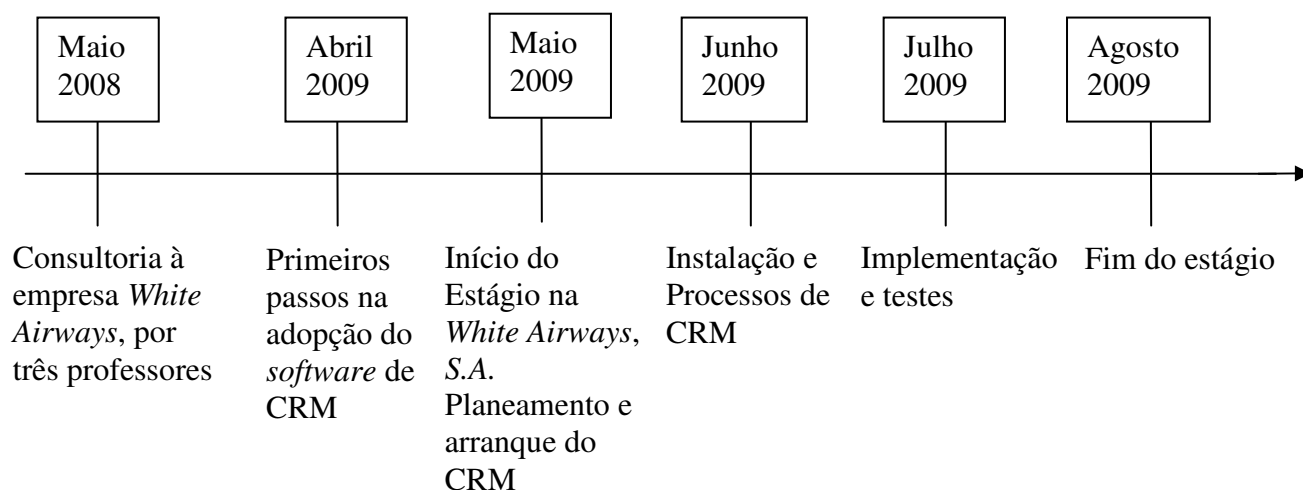 Maio
2008
Abril
2009
Maio
2009
Junho
2009
Julho
2009
Agosto
2009
Consultoria à
empresa White
Airways, por
três professores
Primeiros
passos na
adopção do
software de
CRM
Início do
Estágio na
White Airways,
S.A.
Planeamento e
arranque do
CRM
Instalação e
Processos de
CRM
Implementação
e testes
Fim do estágio